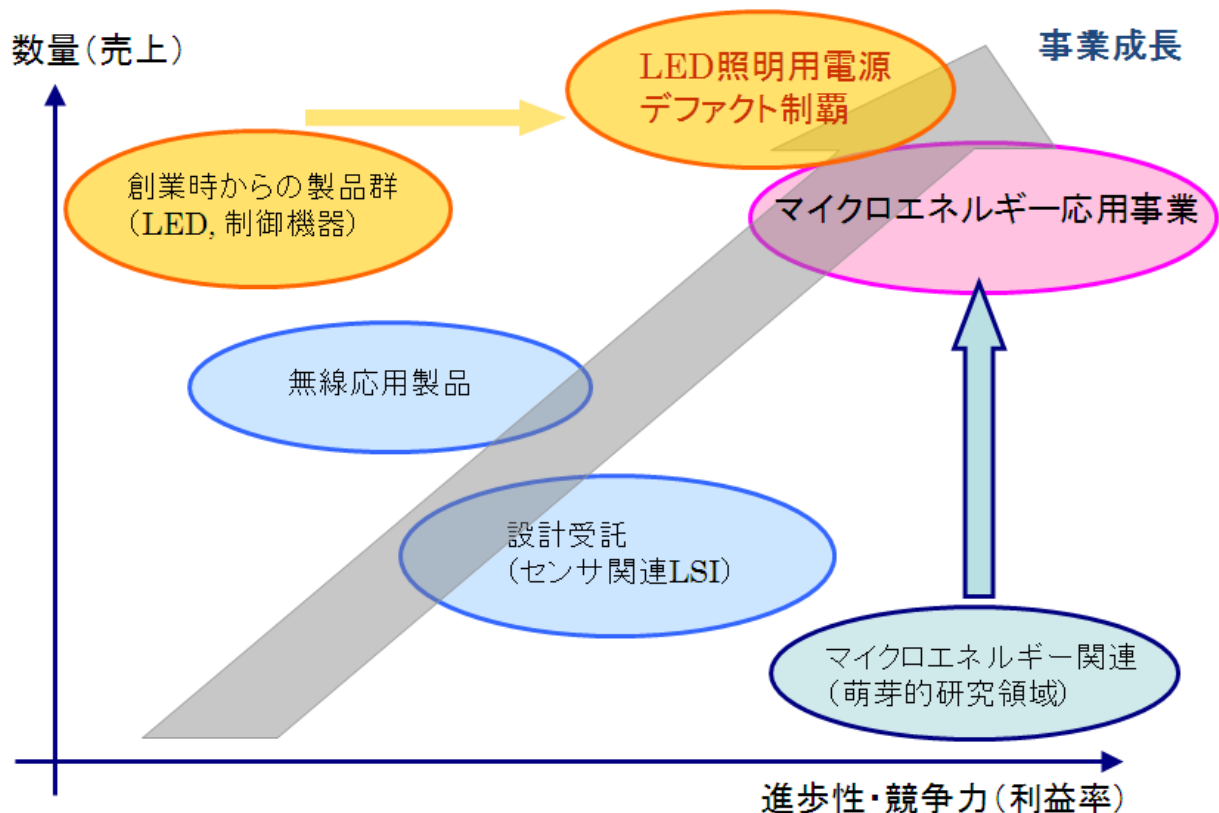 数量(売上)
事業成長
LED照明用電源
デファクト制覇
創業時からの製品群
(LED, 制御機器)
マイクロエネルギー応用事業
無線応用製品
設計受託
(センサ関連LSI)
マイクロエネルギー関連
(萌芽的研究領域)
進歩性・競争力(利益率)